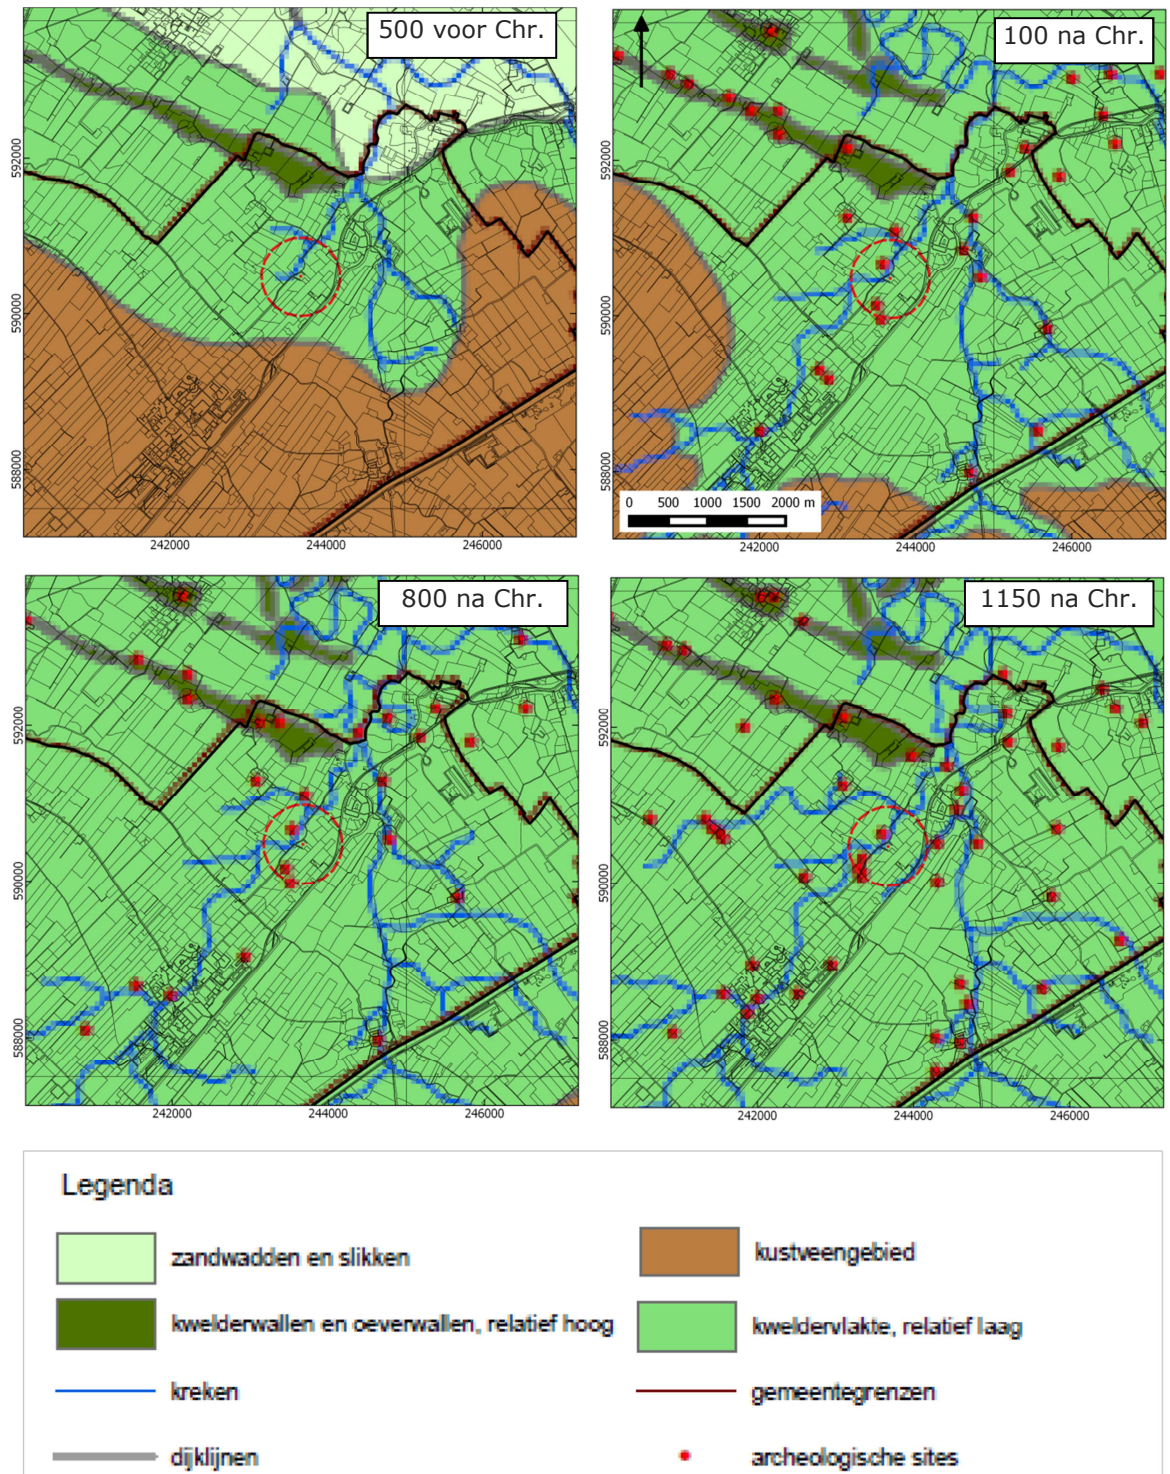 500 voor Chr.
100 na Chr.
592000
590000
588000
242000
244000
246000
592000
590000
588000
0 500 1000 1500 2000 m
242000
244000
246000
800 na Chr.
1150 na Chr.
592000
590000
588000
242000
244000
246000
592000
590000
588000
242000
244000
246000
Legenda
zandwadden en slikken
kustveengebied
kwelderwallen en oeverwallen, relatief hoog
kweldervlakte, relatief laag
kreken
gemeentegrenzen
dijklijnen
archeologische sites